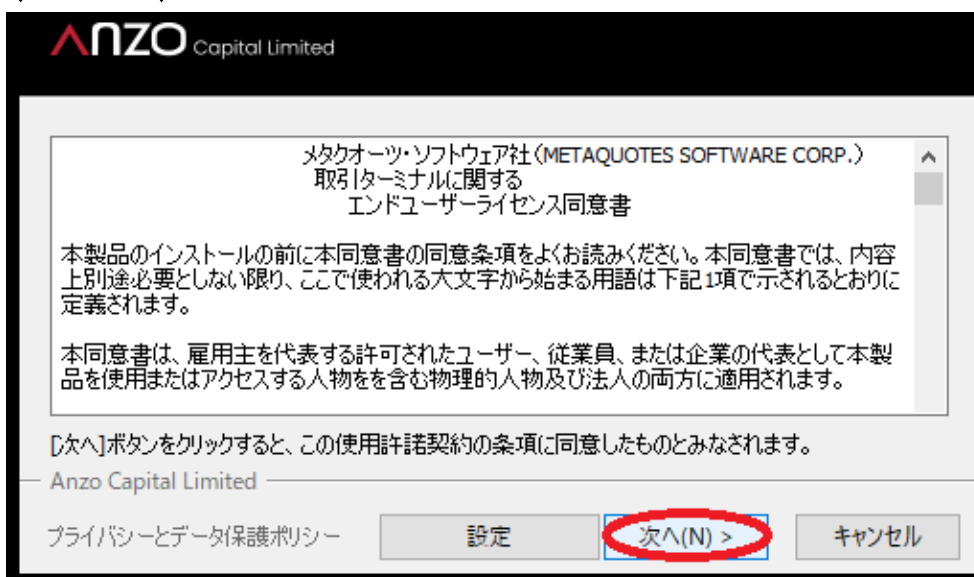 Anzo Capital Limited
メタクオーツ・ソフトウェア社(METAQUOTES SOFTWARE CORP.)
取引ターミナルに関する
エンドユーザーライセンス同意書
本製品のインストールの前に本同意書の同意条項をよくお読みください。本同意書では、内容
上別途必要としない限り、ここで使われる大文字から始まる用語は下記1項で示されるとおりに
定義されます。
本同意書は、雇用主を代表する許可されたユーザー、従業員、または企業の代表として本製
品を使用またはアクセスする人物をを含む物理的人物及び法人の両方に適用されます。
[次へ]ボタンをクリックすると、この使用許諾契約の条項に同意したものとみなされます。
Anzo Capital Limited
プライバシーとデータ保護ポリシー 設定 次へ(N) > キャンセル